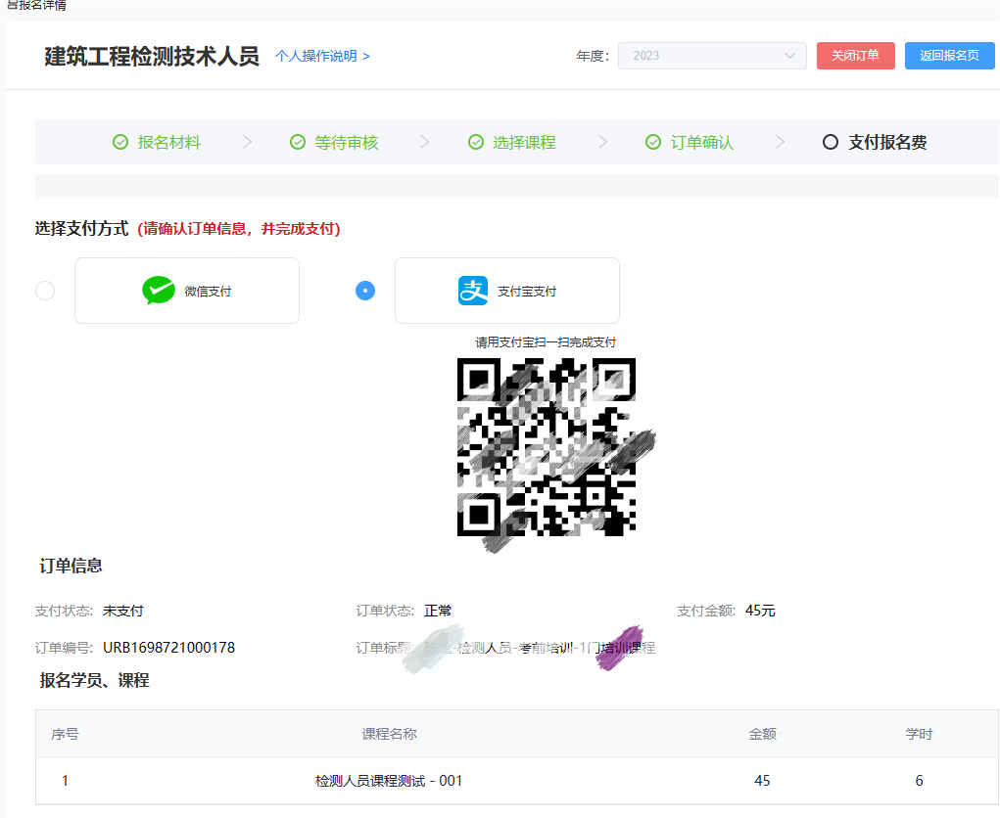 报名详情
建筑工程检测技术人员 个人操作说明 > 年度： 2023 关闭订单 返回报名页
报名材料 等待审核 选择课程 订单确认 支付报名费
选择支付方式 (请确认订单信息，并完成支付)
微信支付 支付宝支付
请用支付宝扫一扫完成支付
订单信息
支付状态: 未支付 订单状态: 正常 支付金额: 45元
订单编号: URB1698721000178 订单标题: -检测人员-考前培训-1门培训课程
报名学员、课程
序号 课程名称 金额 学时
1 检测人员课程测试 - 001 45 6